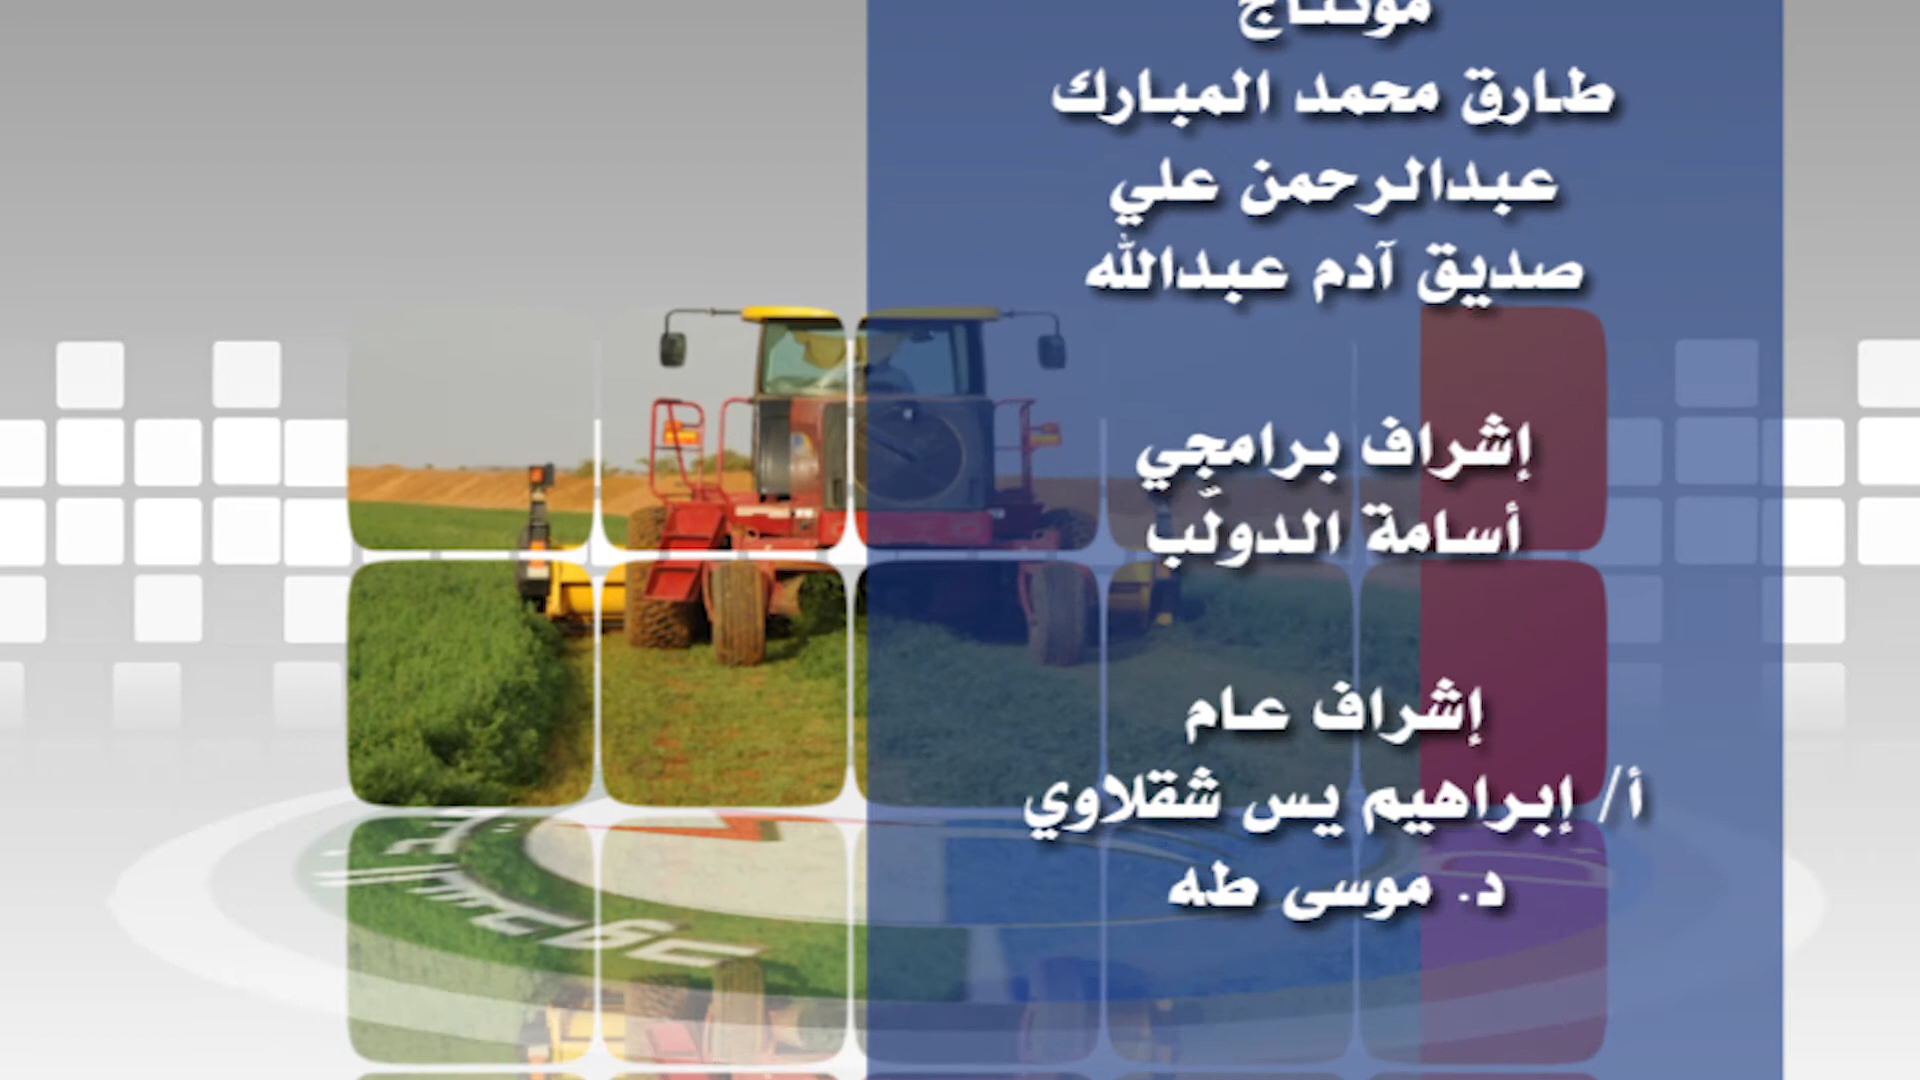 مونتاج
طارق محمد المبارك
عبدالرحمن علي
صديق آدم عبدالله
إشراف برامجي
أسامة الدولّب
إشراف عام
أ/ إبراهيم يس شقلاوي
د. موسى طه